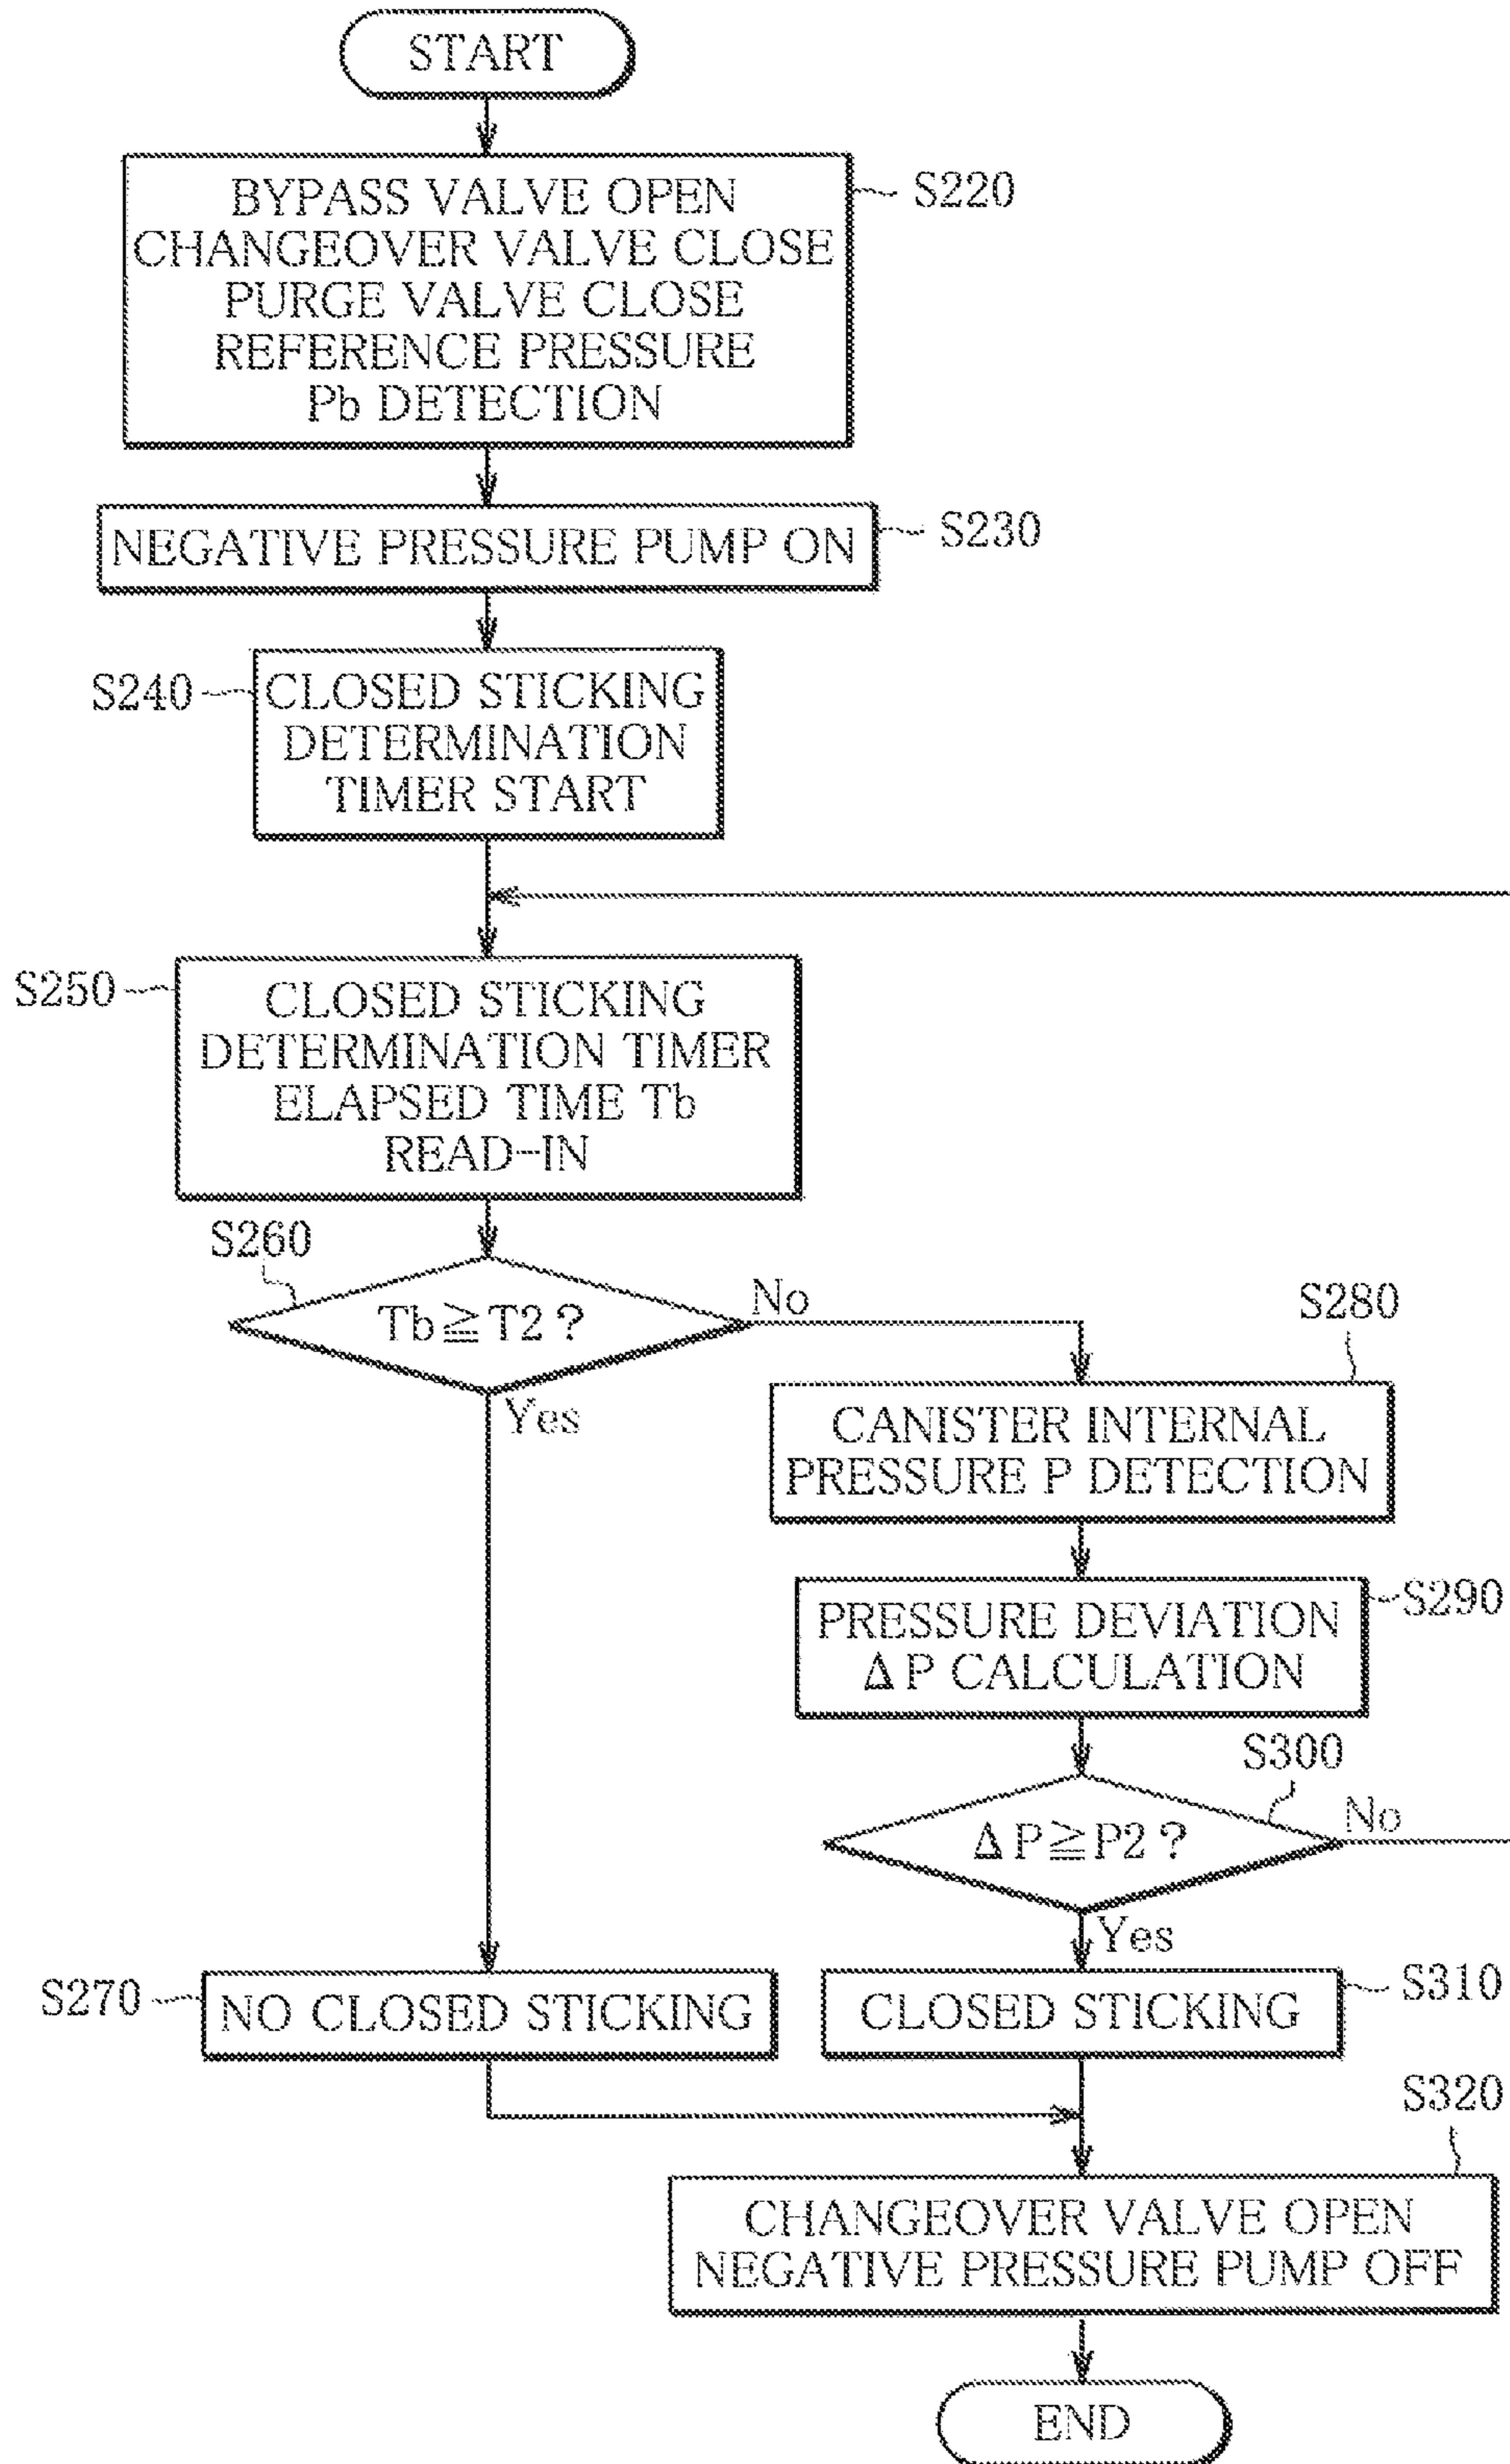 START
BYPASS VALVE OPEN
CHANGEOVER VALVE CLOSE
PURGE VALVE CLOSE
REFERENCE PRESSURE
Pb DETECTION
S220
NEGATIVE PRESSURE PUMP ON
S230
S240
CLOSED STICKING
DETERMINATION
TIMER START
S250
CLOSED STICKING
DETERMINATION TIMER
ELAPSED TIME Tb
READ-IN
S260
Tb≧T2?
No
Yes
S280
CANISTER INTERNAL
PRESSURE P DETECTION
PRESSURE DEVIATION
ΔP CALCULATION
S290
S300
ΔP≧P2?
No
Yes
S270
NO CLOSED STICKING
CLOSED STICKING
S310
S320
CHANGEOVER VALVE OPEN
NEGATIVE PRESSURE PUMP OFF
END